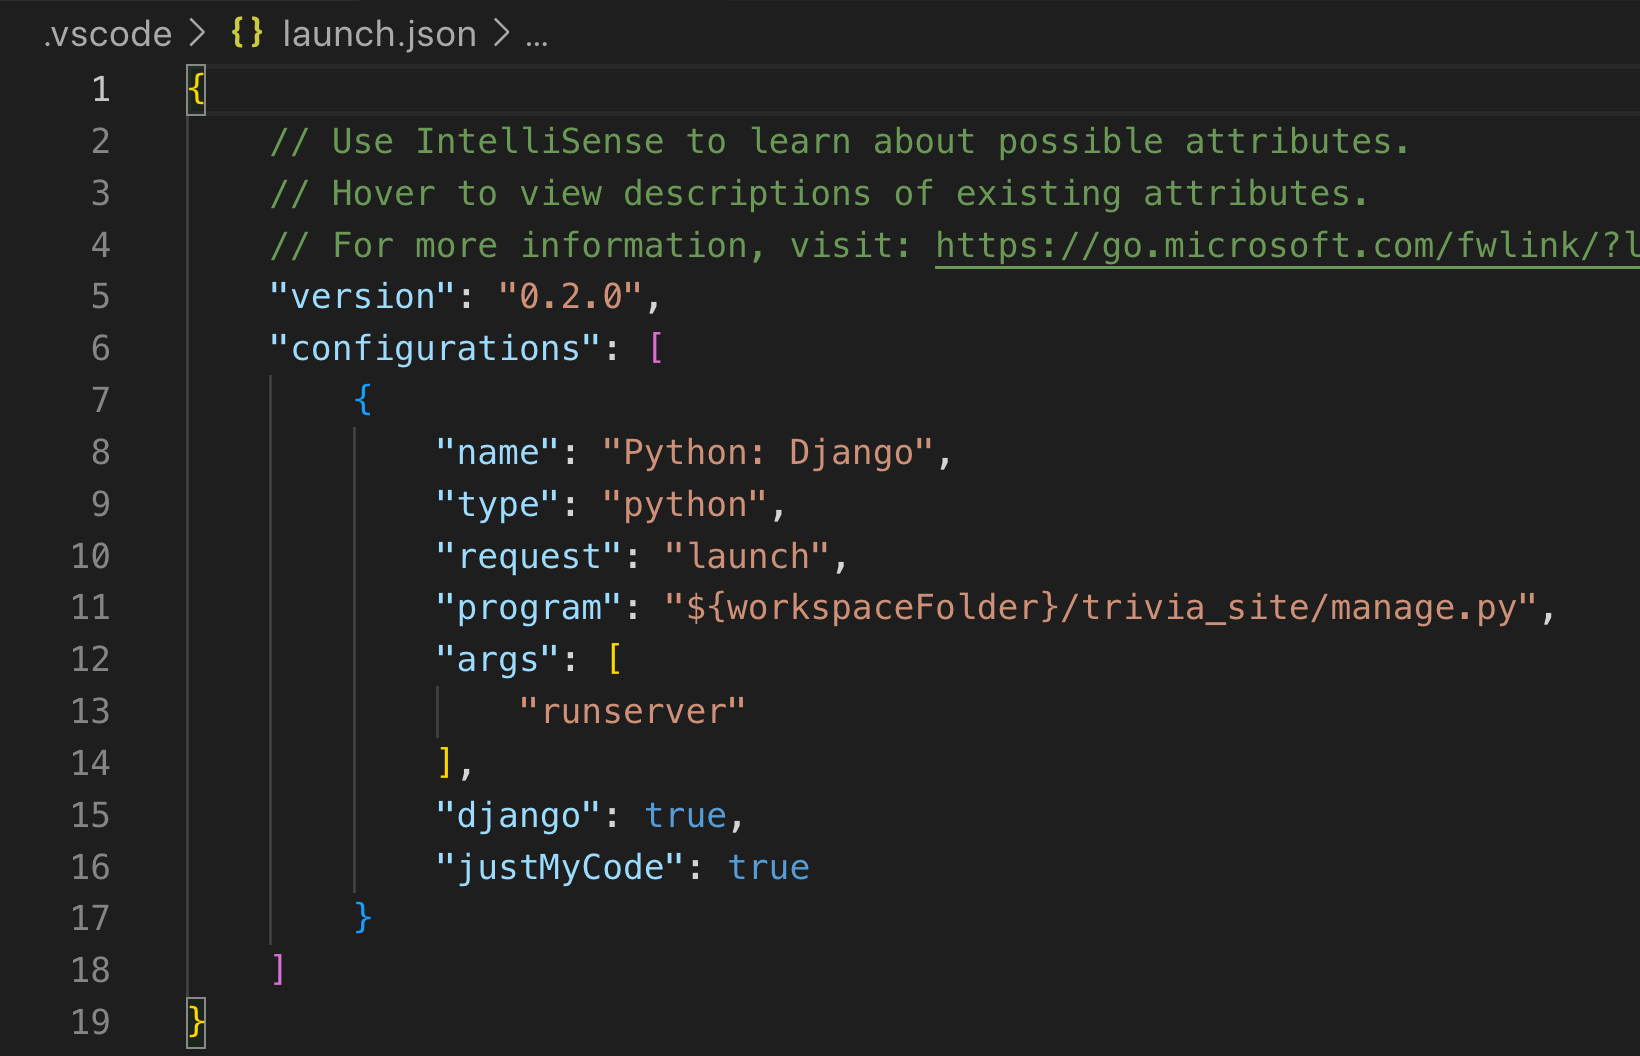 .vscode > {} launch.json > ...
1 {
2 // Use IntelliSense to learn about possible attributes.
3 // Hover to view descriptions of existing attributes.
4 // For more information, visit: https://go.microsoft.com/fwlink/?l
5 "version": "0.2.0",
6 "configurations": [
7 {
8 "name": "Python: Django",
9 "type": "python",
10 "request": "launch",
11 "program": "${workspaceFolder}/trivia_site/manage.py",
12 "args": [
13 "runserver"
14 ],
15 "django": true,
16 "justMyCode": true
17 }
18 ]
19 }